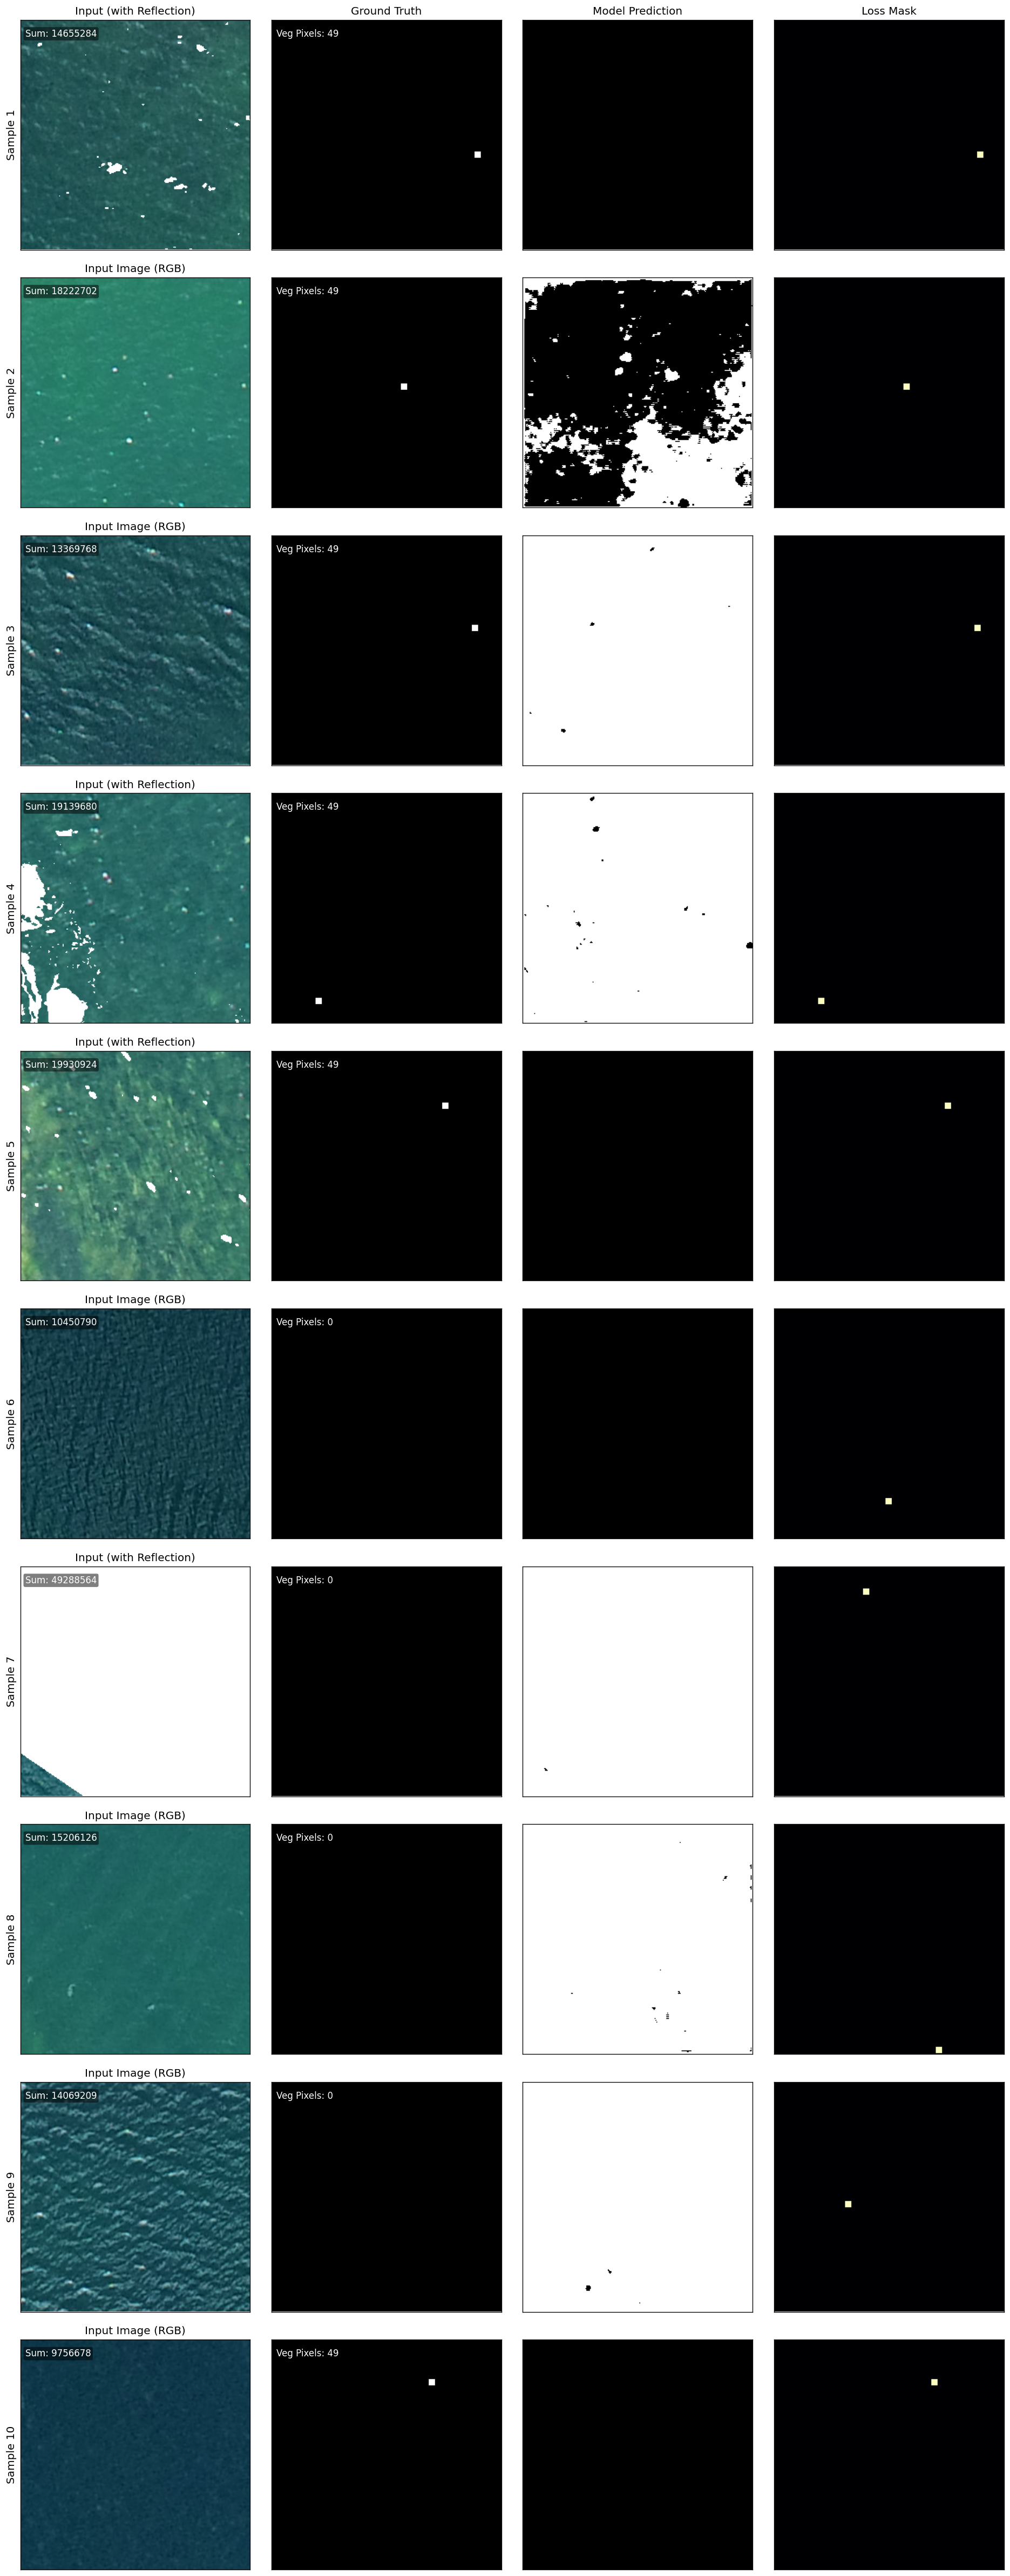 Input (with Reflection) Ground Truth Model Prediction Loss Mask
Sample 1
Sum: 14655284
Veg Pixels: 49
Input Image (RGB)
Sample 2
Sum: 18222702
Veg Pixels: 49
Input Image (RGB)
Sample 3
Sum: 13369768
Veg Pixels: 49
Input (with Reflection)
Sample 4
Sum: 19139680
Veg Pixels: 49
Input (with Reflection)
Sample 5
Sum: 19930924
Veg Pixels: 49
Input Image (RGB)
Sample 6
Sum: 10450790
Veg Pixels: 0
Input (with Reflection)
Sample 7
Sum: 49288564
Veg Pixels: 0
Input Image (RGB)
Sample 8
Sum: 15206126
Veg Pixels: 0
Input Image (RGB)
Sample 9
Sum: 14069209
Veg Pixels: 0
Input Image (RGB)
Sample 10
Sum: 9756678
Veg Pixels: 49